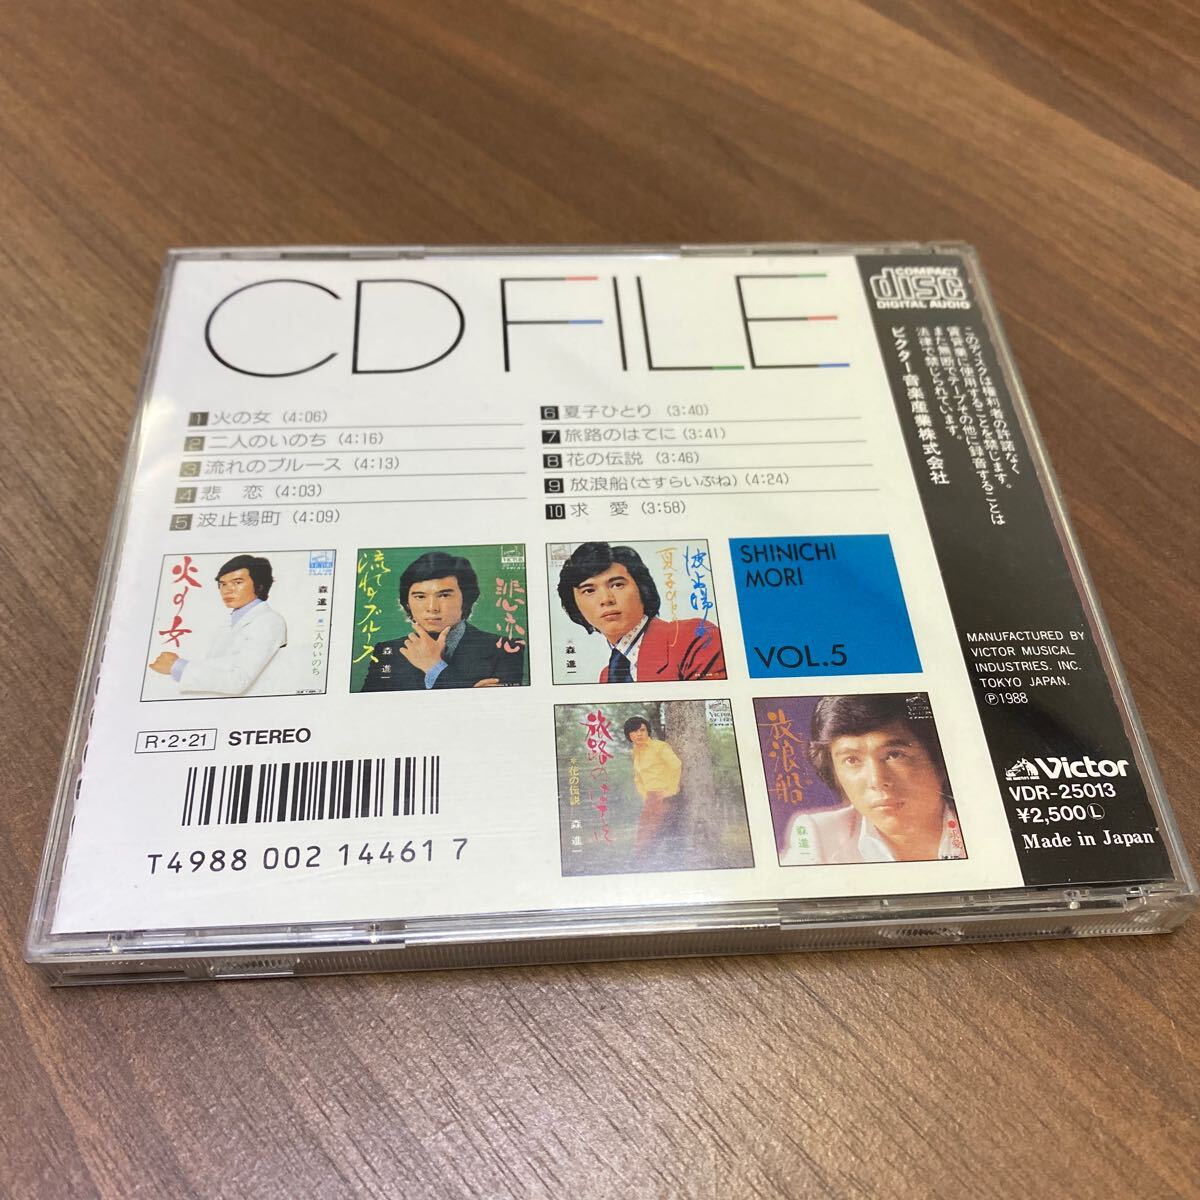 CD FILE
1 火の女 (4:06)
2 二人のいのち (4:16)
3 流れのブルース (4:13)
4 悲 恋 (4:03)
5 波止場町 (4:09)
6 夏子ひとり (3:40)
7 旅路のはてに (3:41)
8 花の伝説 (3:46)
9 放浪船(さすらいぶね) (4:24)
10 求 愛 (3:58)
火の女
森進一
二人のいのち
流れのブルース
悲恋
森進一
波止場町
夏子ひとり
森進一
SHINICHI
MORI
VOL.5
旅路のはてに
花の伝説
森進一
放浪船
森進一
求愛
R・2・21 STEREO
T4988 002 14461 7
COMPACT
disc
DIGITAL AUDIO
このディスクは権利者の許諾なく
賃貸業に使用することを禁じます。
また無断でテープその他に録音することは
法律で禁じられています。
ビクター音楽産業株式会社
MANUFACTURED BY
VICTOR MUSICAL
INDUSTRIES. INC.
TOKYO JAPAN.
Ⓟ1988
Victor
VDR-25013
¥2,500Ⓛ
Made in Japan